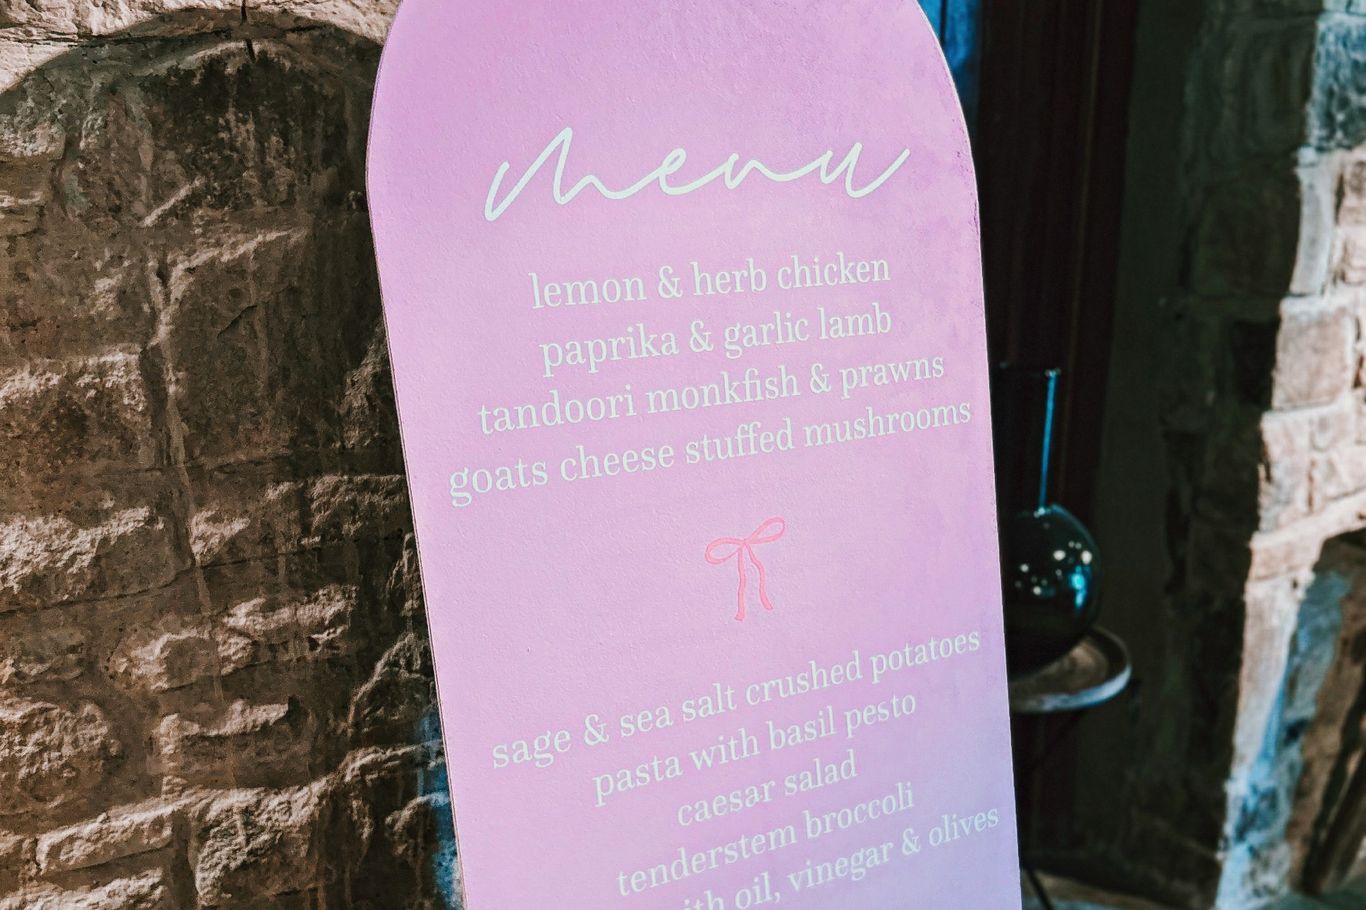 menu
lemon & herb chicken
paprika & garlic lamb
tandoori monkfish & prawns
goats cheese stuffed mushrooms
sage & sea salt crushed potatoes
pasta with basil pesto
caesar salad
tenderstem broccoli
oil, vinegar & olives